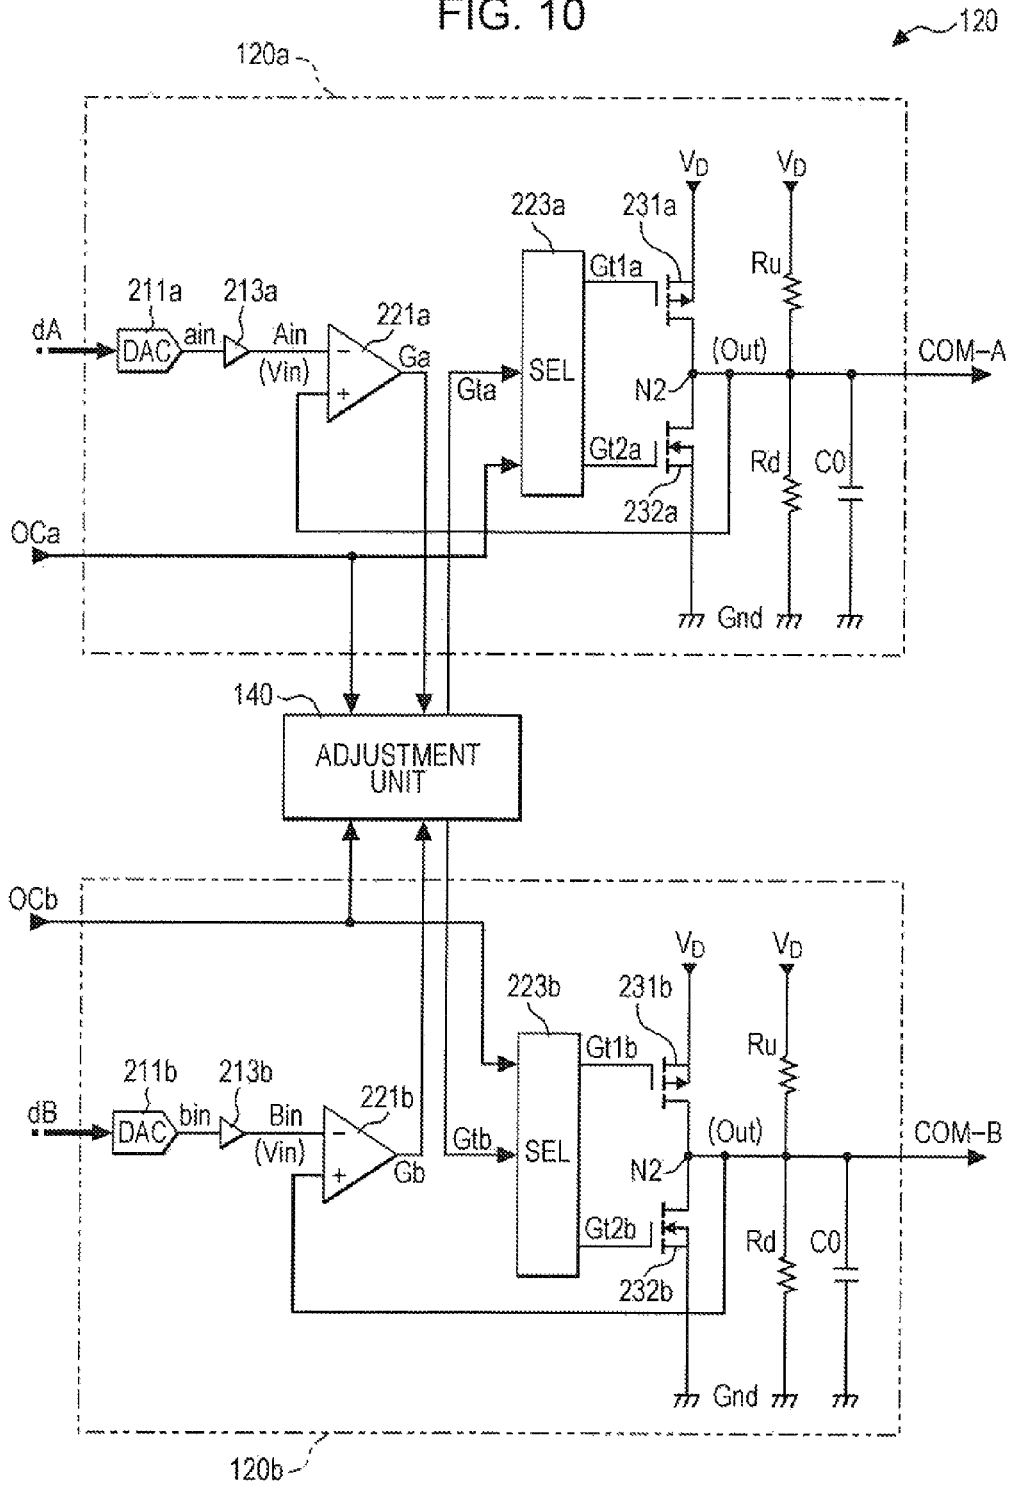 FIG. 10
120
120a
VD
VD
223a
231a
Gt1a
Ru
211a
213a
221a
dA
DAC
ain
Ain
(Vin)
−
+
Ga
Gta
SEL
(Out)
COM-A
N2
Gt2a
Rd
C0
232a
OCa
Gnd
140
ADJUSTMENT
UNIT
OCb
VD
VD
223b
231b
Gt1b
Ru
211b
213b
221b
dB
DAC
bin
Bin
(Vin)
−
+
Gb
Gtb
SEL
(Out)
COM-B
N2
Gt2b
Rd
C0
232b
Gnd
120b